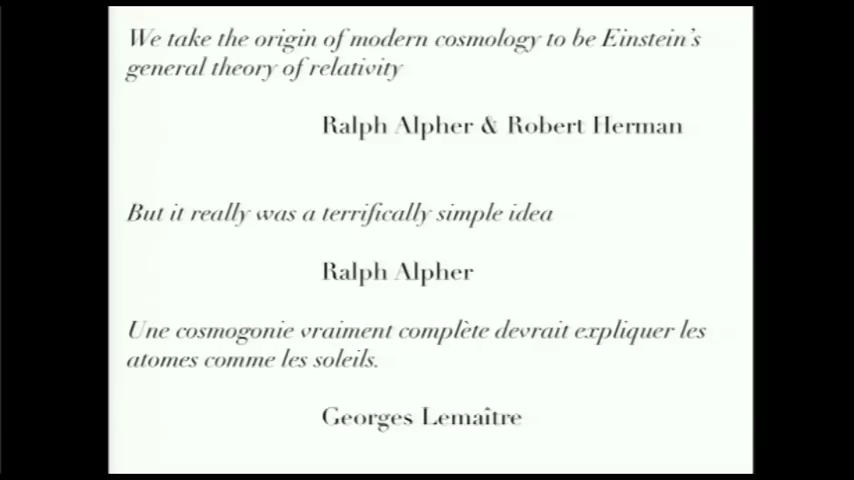 We take the origin of modern cosmology to be Einstein's
general theory of relativity
Ralph Alpher & Robert Herman
But it really was a terrifically simple idea
Ralph Alpher
Une cosmogonie vraiment complète devrait expliquer les
atomes comme les soleils.
Georges Lemaître